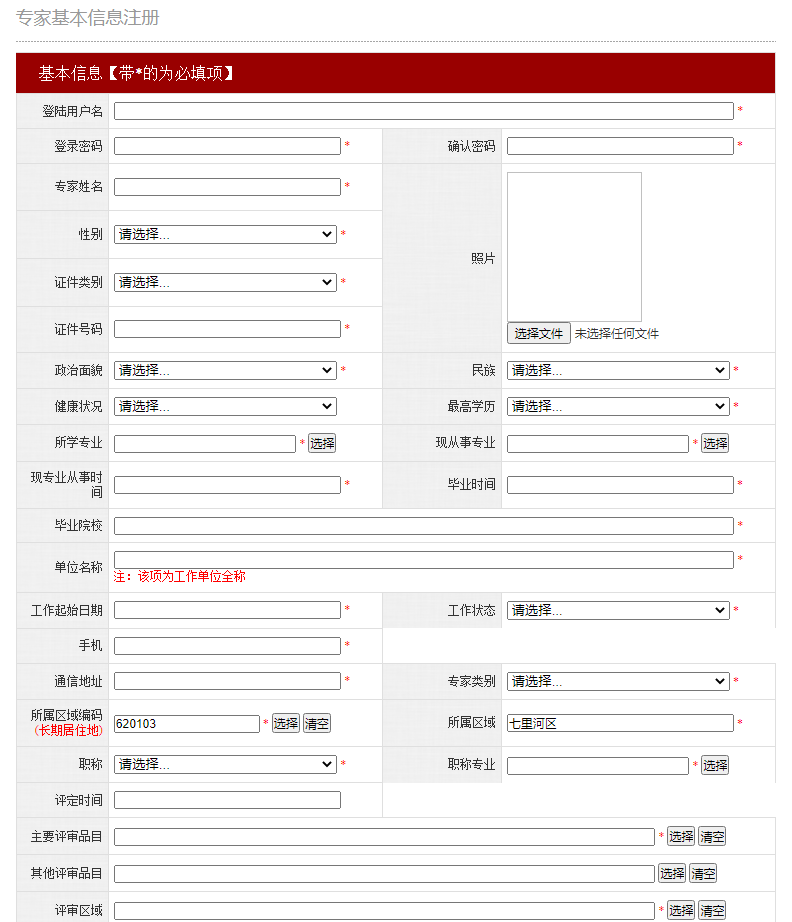 专家基本信息注册
基本信息【带*的为必填项】
登陆用户名 *
登录密码 * 确认密码 *
专家姓名 *
性别 请选择... *
照片
证件类别 请选择... *
证件号码 *
选择文件 未选择任何文件
政治面貌 请选择... * 民族 请选择... *
健康状况 请选择... 最高学历 请选择... *
所学专业 * 选择 现从事专业 * 选择
现专业从事时
间 * 毕业时间 *
毕业院校 *
单位名称 *
注：该项为工作单位全称
工作起始日期 * 工作状态 请选择... *
手机 *
通信地址 * 专家类别 请选择... *
所属区域编码
(长期居住地) 620103 * 选择 清空 所属区域 七里河区 *
职称 请选择... * 职称专业 * 选择
评定时间
主要评审品目 * 选择 清空
其他评审品目 选择 清空
评审区域 * 选择 清空